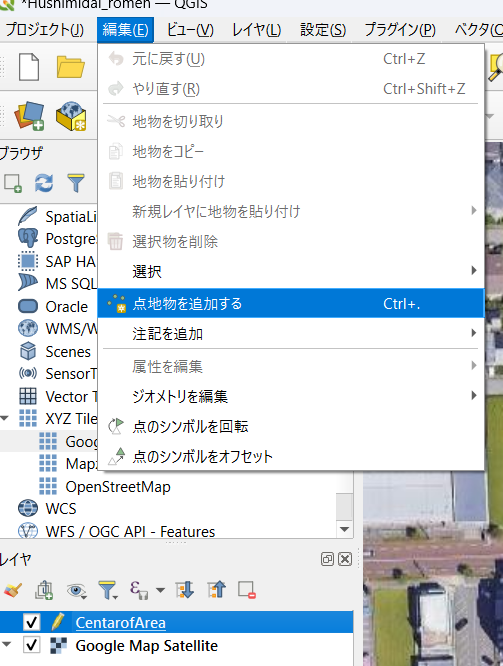 *Hushimidai_romen — QGIS
プロジェクト(J) 編集(E) ビュー(V) レイヤ(L) 設定(S) プラグイン(P) ベクタ(O
元に戻す(U) Ctrl+Z
やり直す(R) Ctrl+Shift+Z
地物を切り取り
地物をコピー
地物を貼り付け
新規レイヤに地物を貼り付け
選択物を削除
選択
点地物を追加する Ctrl+.
注記を追加
属性を編集
ジオメトリを編集
点のシンボルを回転
点のシンボルをオフセット
ブラウザ
SpatiaLi
Postgre
SAP HA
MS SQL
Oracle
WMS/W
Scenes
SensorT
Vector T
XYZ Tile
Goog
Mapz
OpenStreetMap
WCS
WFS / OGC API - Features
レイヤ
CentarofArea
Google Map Satellite